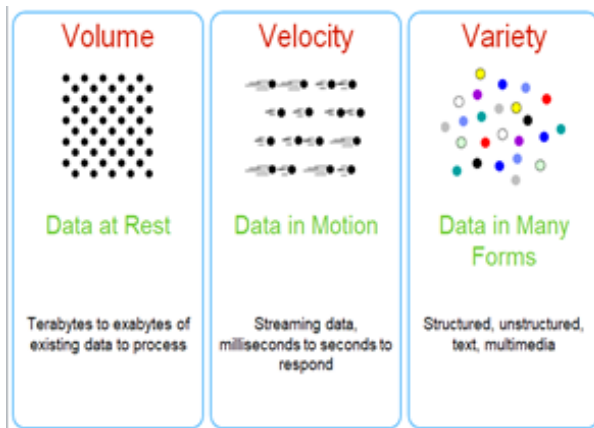 Volume
Data at Rest
Terabytes to exabytes of
existing data to process
Velocity
Data in Motion
Streaming data,
milliseconds to seconds to
respond
Variety
Data in Many
Forms
Structured, unstructured,
text, multimedia